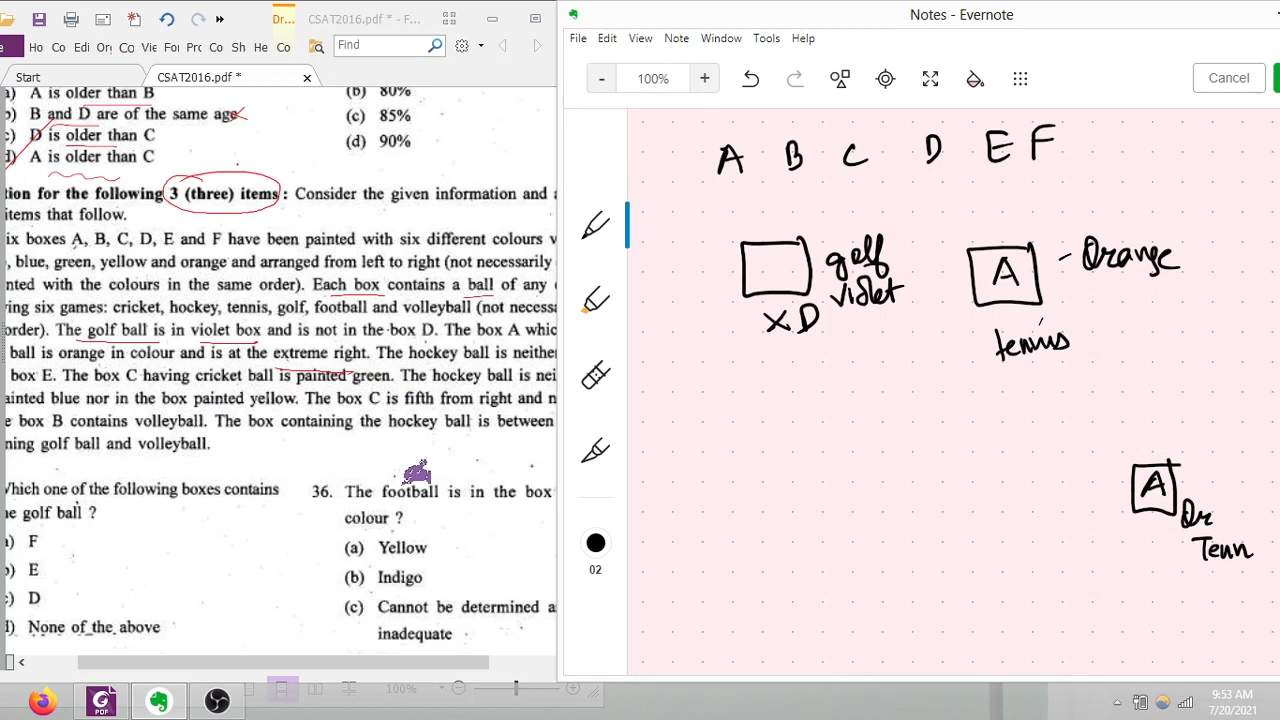 Dr...
CSAT2016.pdf * - F...
Ho Co Edi Org Co Vie For Pro Co Sh He Co
Find
Start
CSAT2016.pdf *
a) A is older than B
b) B and D are of the same age
c) D is older than C
d) A is older than C
(b) 80%
(c) 85%
(d) 90%
tion for the following 3 (three) items : Consider the given information and a
items that follow.
ix boxes A, B, C, D, E and F have been painted with six different colours v
, blue, green, yellow and orange and arranged from left to right (not necessarily
nted with the colours in the same order). Each box contains a ball of any
ving six games: cricket, hockey, tennis, golf, football and volleyball (not necess
order). The golf ball is in violet box and is not in the box D. The box A whic
ball is orange in colour and is at the extreme right. The hockey ball is neithe
box E. The box C having cricket ball is painted green. The hockey ball is nei
ainted blue nor in the box painted yellow. The box C is fifth from right and n
e box B contains volleyball. The box containing the hockey ball is between
ning golf ball and volleyball.
Which one of the following boxes contains
he golf ball ?
a) F
b) E
c) D
d) None of the above
36. The football is in the box
colour ?
(a) Yellow
(b) Indigo
(c) Cannot be determined a
inadequate
100%
Notes - Evernote
File Edit View Note Window Tools Help
- 100% + Cancel
A B C D E F
golf
violet
X D
A - Orange
tennis
A
Or
Tenn
02
PDF
9:53 AM
7/20/2021